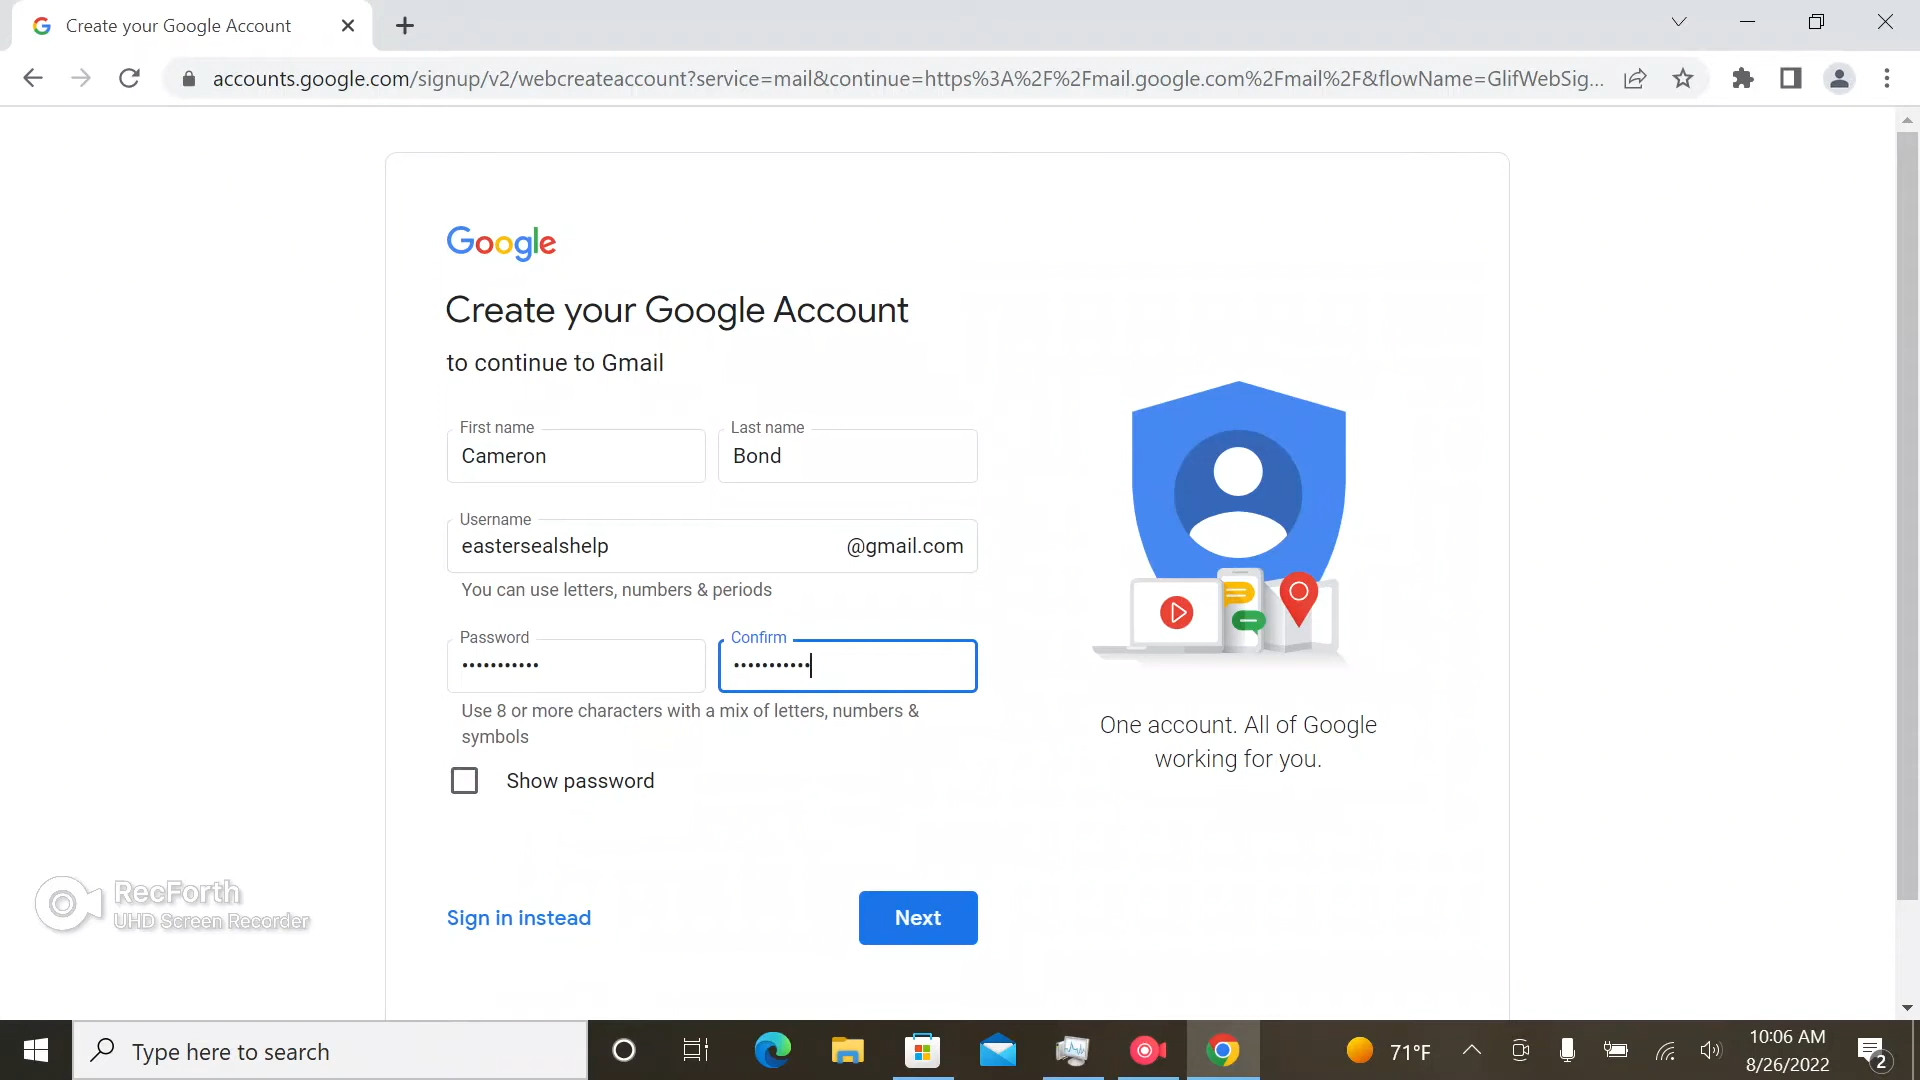 Create your Google Account
accounts.google.com/signup/v2/webcreateaccount?service=mail&continue=https%3A%2F%2Fmail.google.com%2Fmail%2F&flowName=GlifWebSig...
Google
Create your Google Account
to continue to Gmail
First name
Cameron
Last name
Bond
Username
eastersealshelp
@gmail.com
You can use letters, numbers & periods
Password
•••••••••••
Confirm
•••••••••••
Use 8 or more characters with a mix of letters, numbers &
symbols
Show password
One account. All of Google
working for you.
Sign in instead
Next
RecForth
UHD Screen Recorder
Type here to search
71°F
10:06 AM
8/26/2022
2